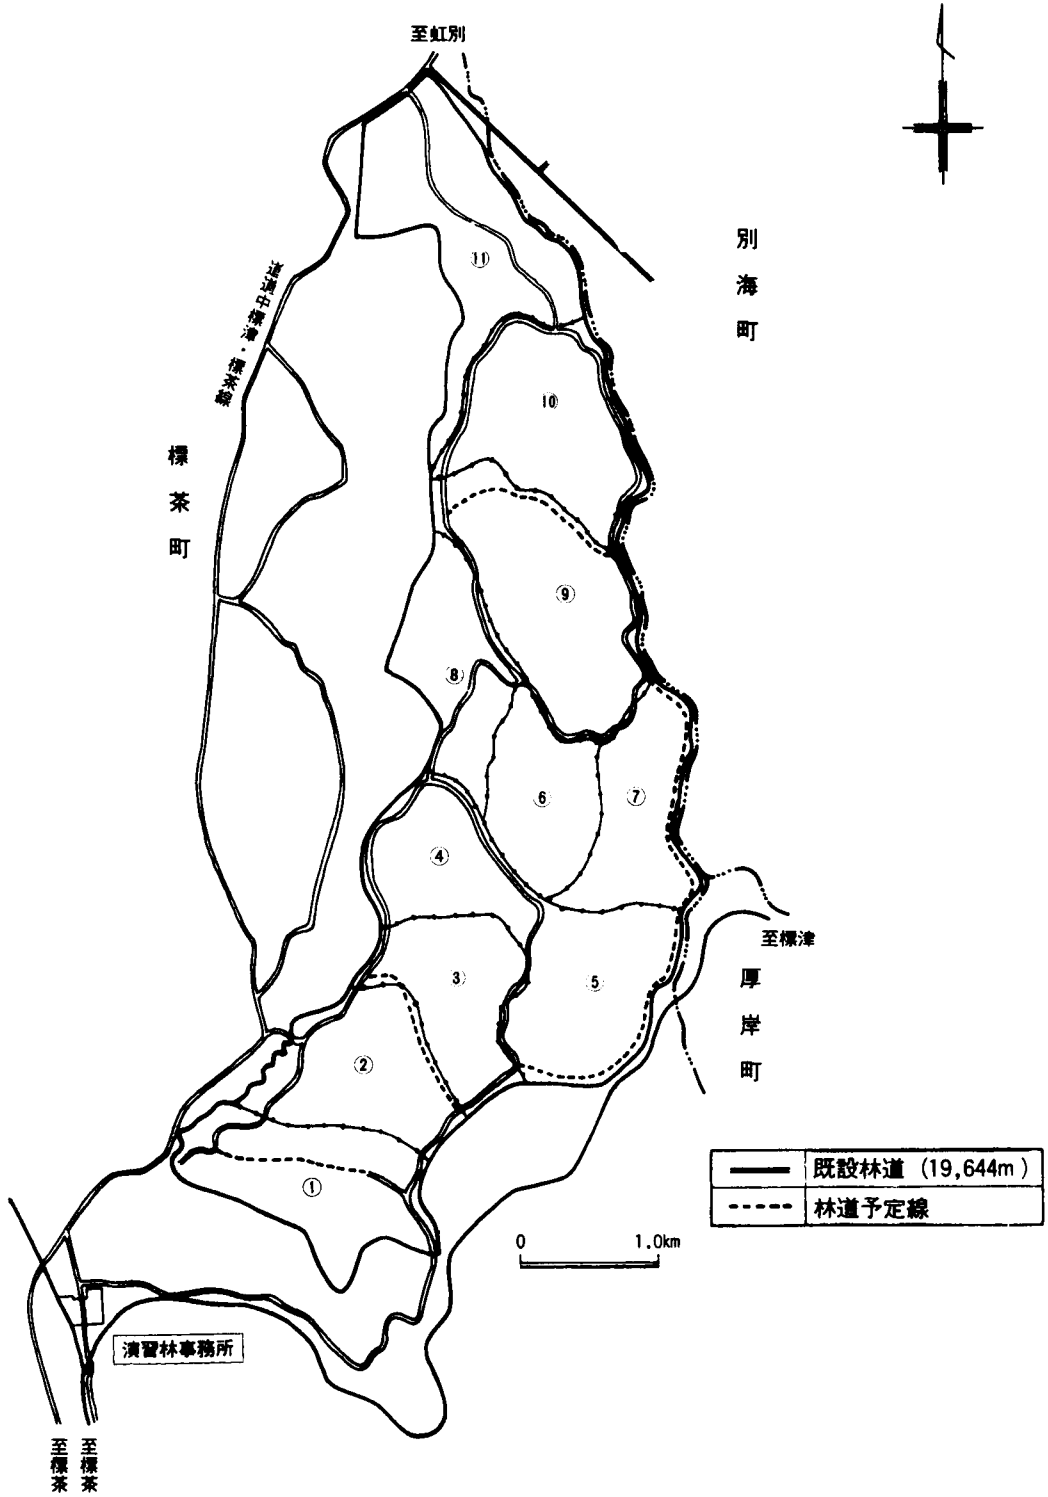 至虹別
別海町
道道中標津・標茶線
標茶町
⑪
⑩
⑨
⑧
⑥
⑦
④
③
⑤
②
①
至標津
厚岸町
既設林道 (19,644m)
林道予定線
0 1.0km
演習林事務所
至標茶
至標茶